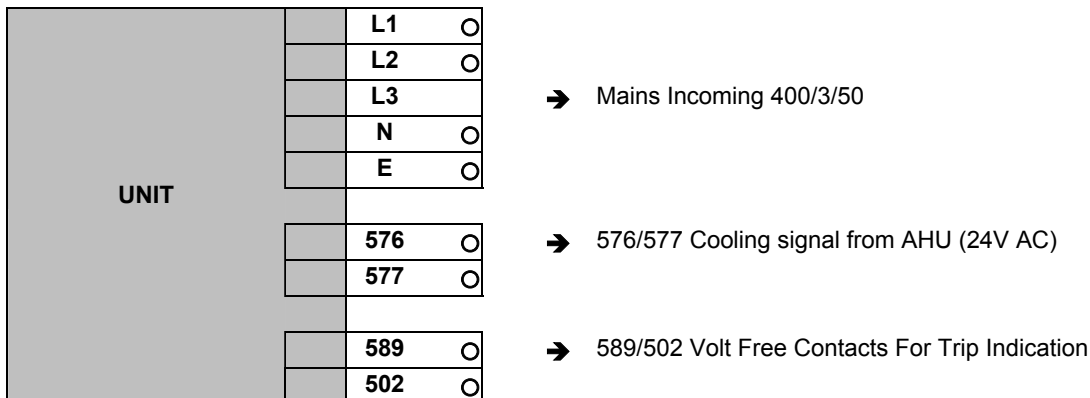 L1
L2
L3 ➔ Mains Incoming 400/3/50
N
E
UNIT
576 ➔ 576/577 Cooling signal from AHU (24V AC)
577
589 ➔ 589/502 Volt Free Contacts For Trip Indication
502